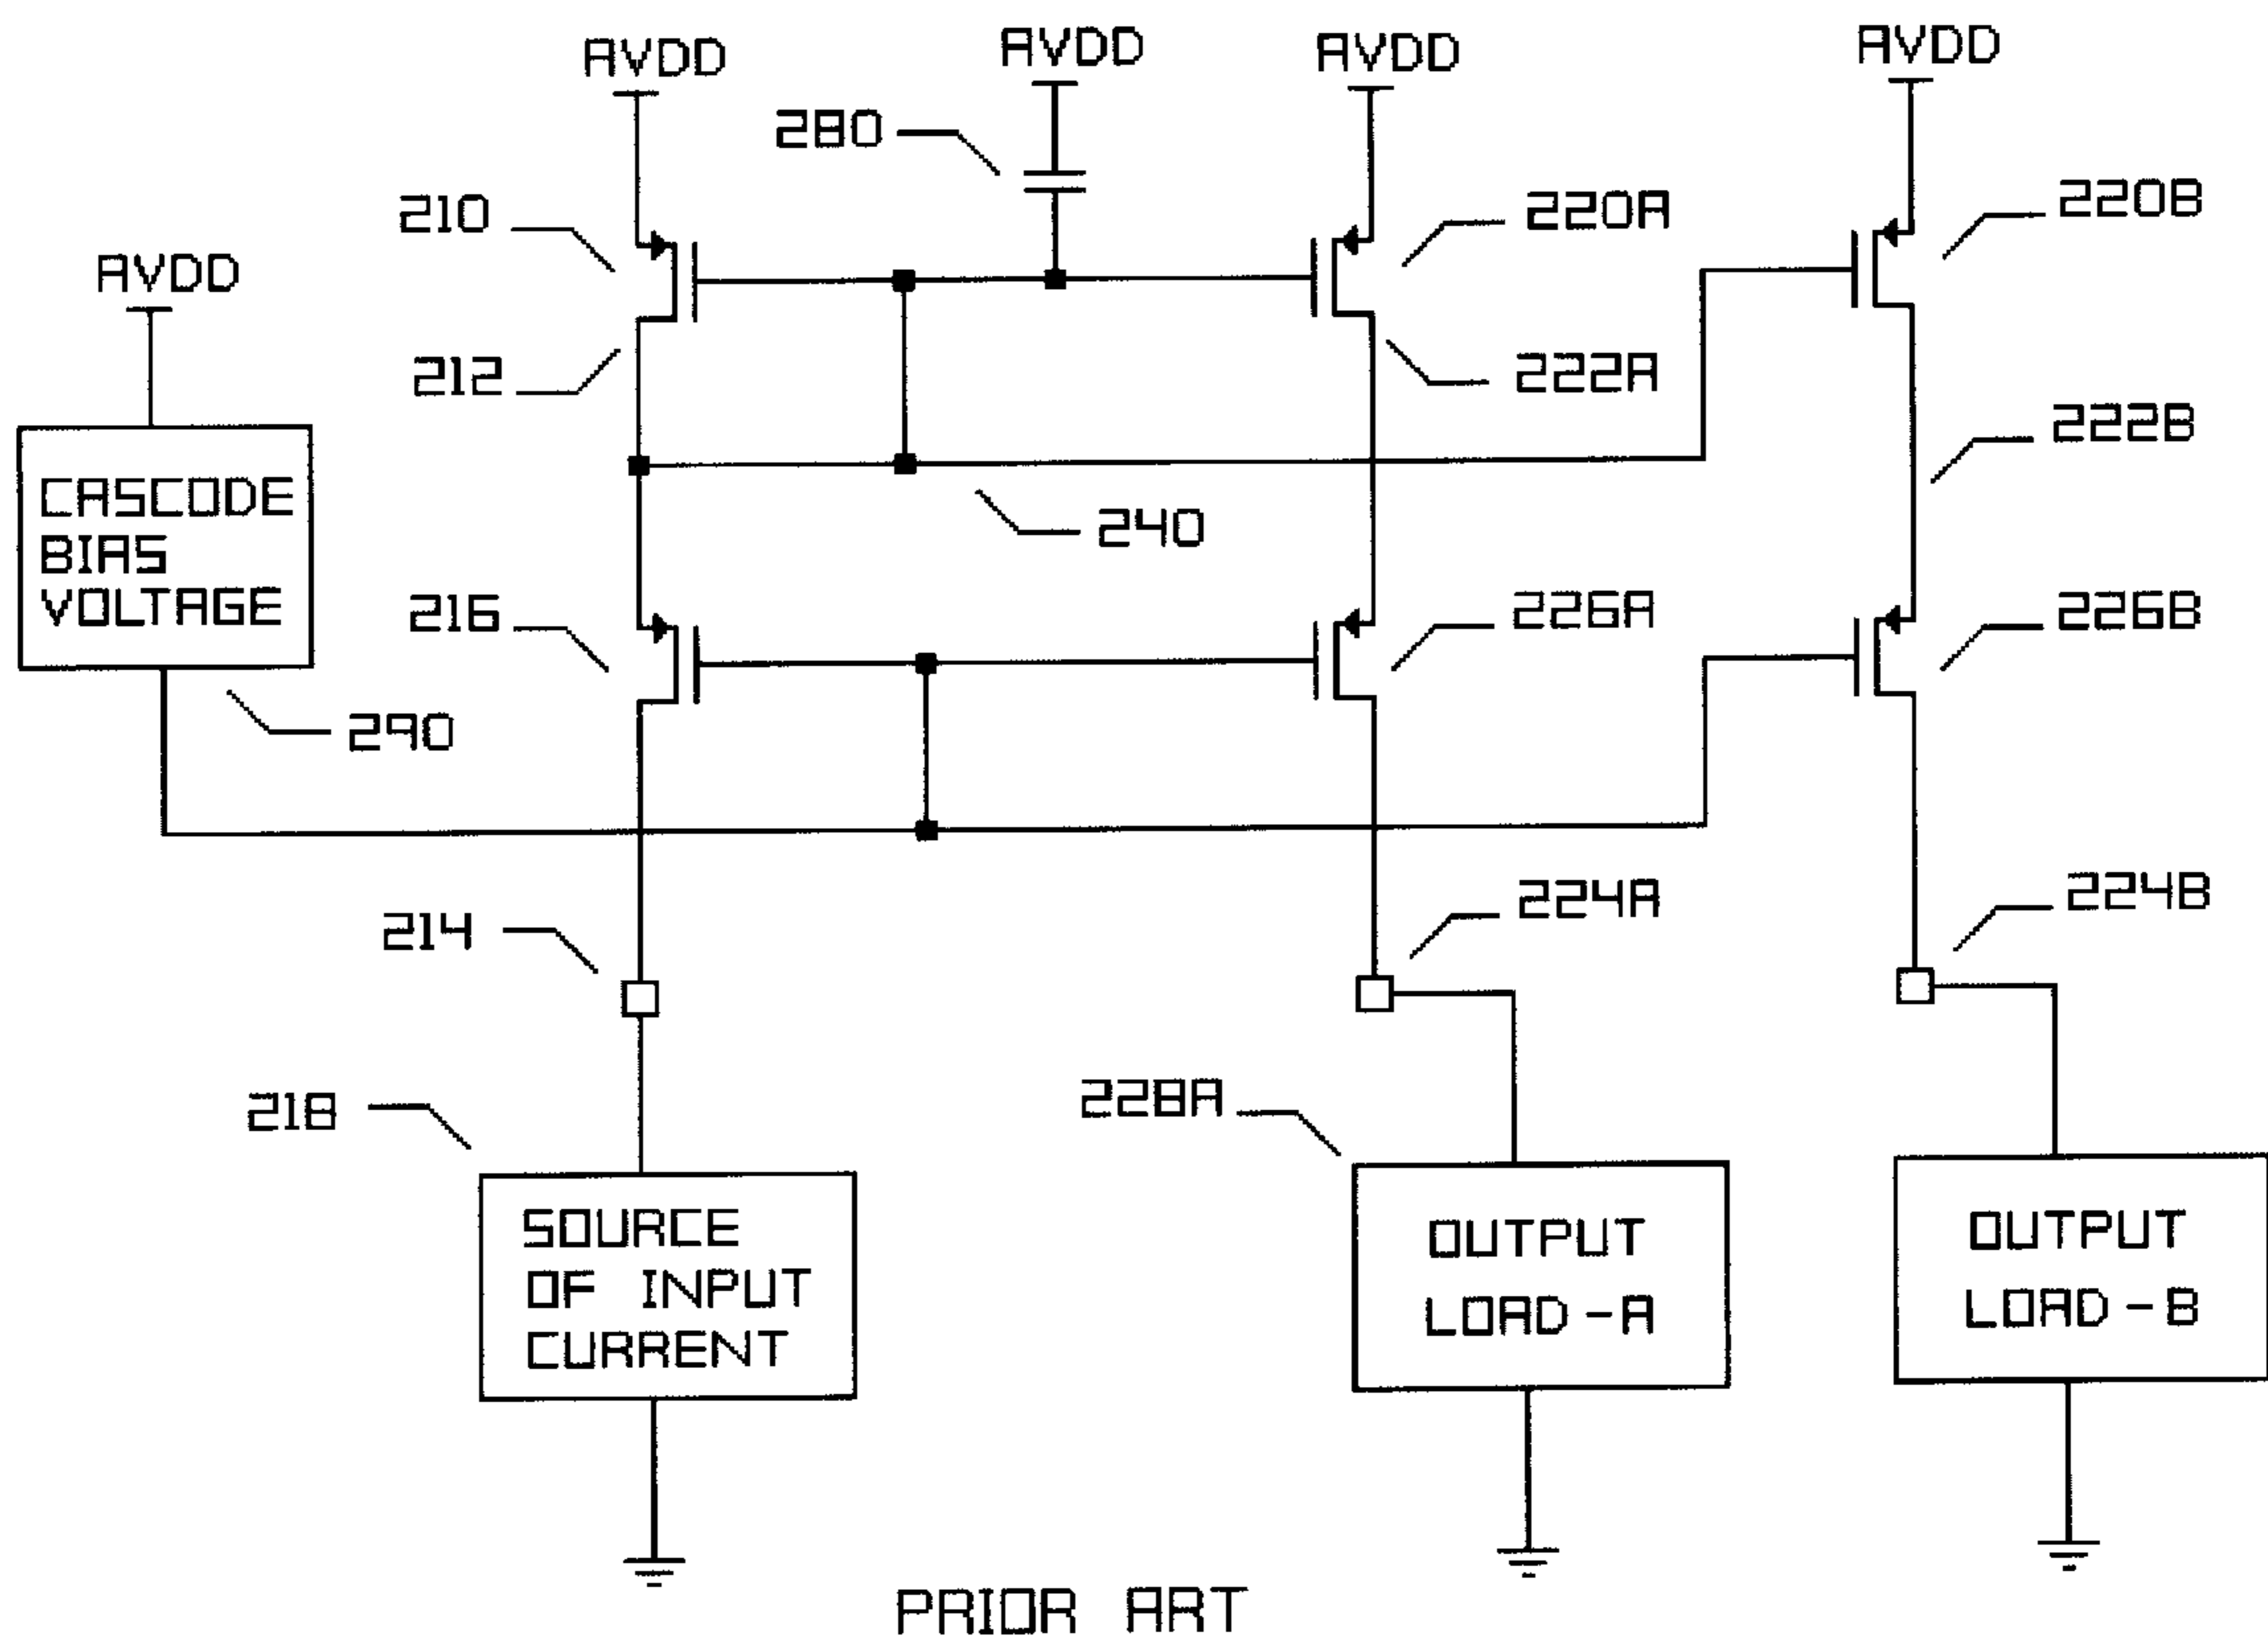 AVDD
AVDD
AVDD
AVDD
280
210
220A
220B
AVDD
212
222A
222B
CASCODE
BIAS
VOLTAGE
240
216
226A
226B
290
214
224A
224B
218
228A
SOURCE
OF INPUT
CURRENT
OUTPUT
LOAD-A
OUTPUT
LOAD-B
PRIOR ART